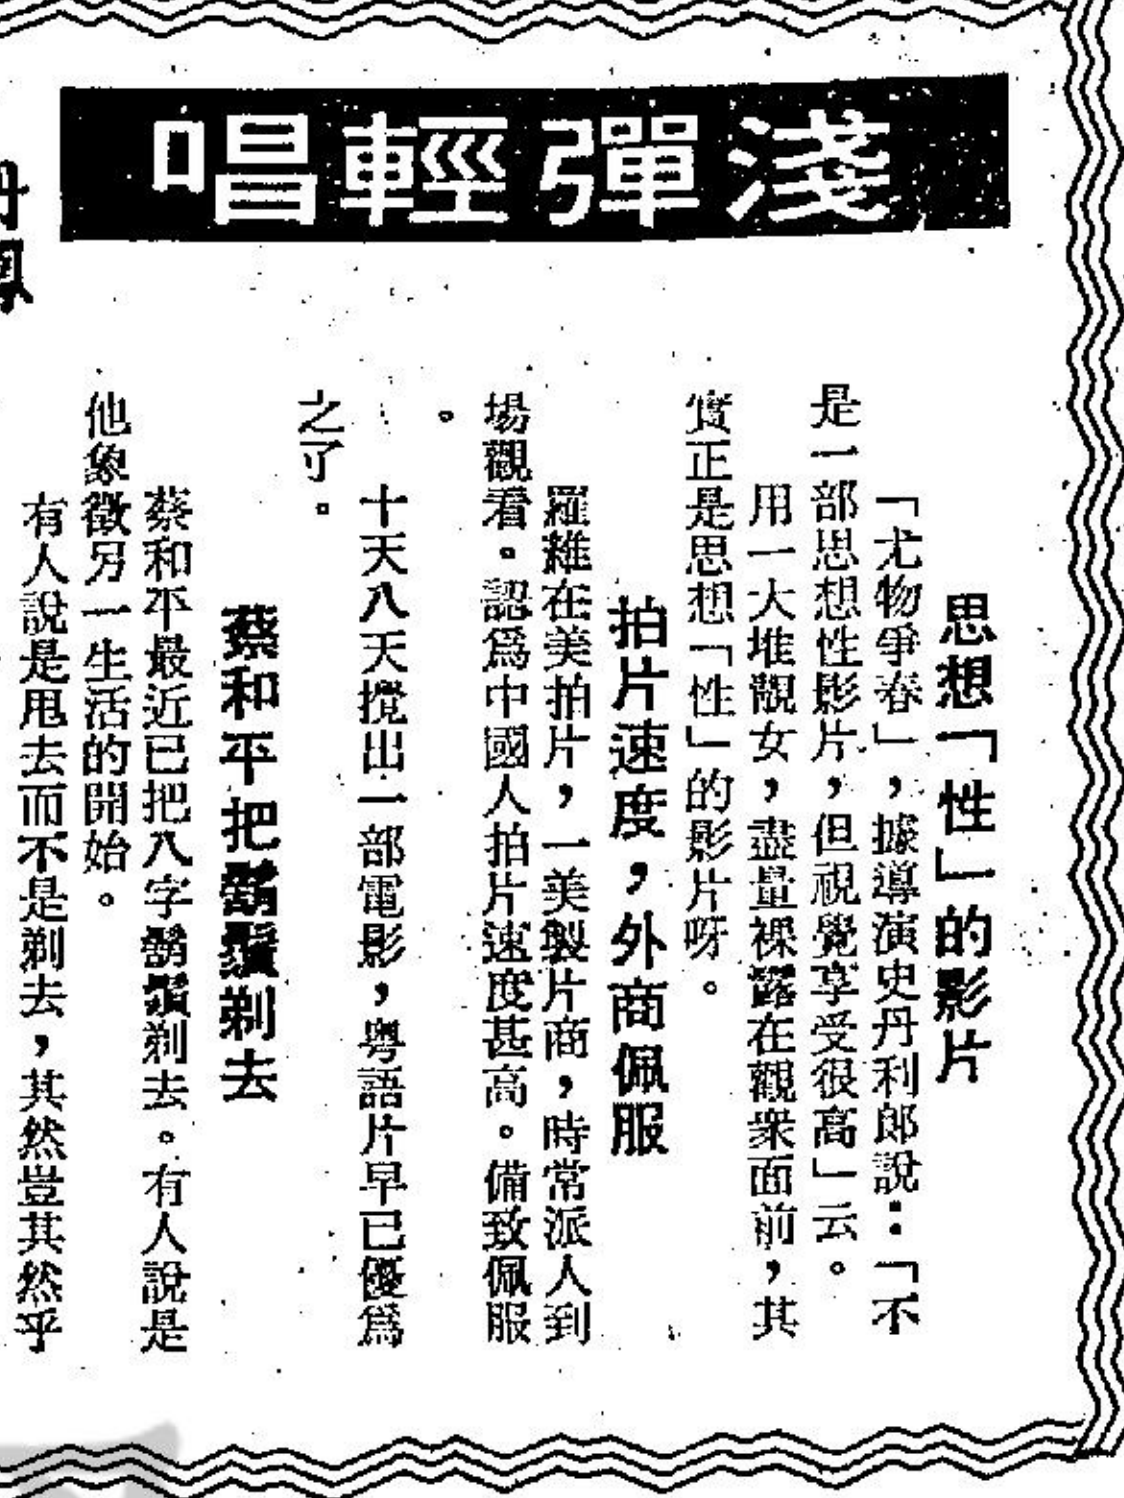 淺彈輕唱
思想「性」的影片
「尤物爭春」，據導演史丹利郎說：「不
是一部思想性影片，但視覺享受很高」云。
用一大堆靚女，盡量裸露在觀眾面前，其
實正是思想「性」的影片呀。
拍片速度，外商佩服
羅維在美拍片，一美製片商，時常派人到
場觀看。認爲中國人拍片速度甚高。備致佩服
。
十天八天攪出一部電影，粵語片早已優爲
之了。
蔡和平把鬍鬚剃去
蔡和平最近已把八字鬍鬚剃去。有人說是
他象徵另一生活的開始。
有人說是甩去而不是剃去，其然豈其然乎
丹鳳